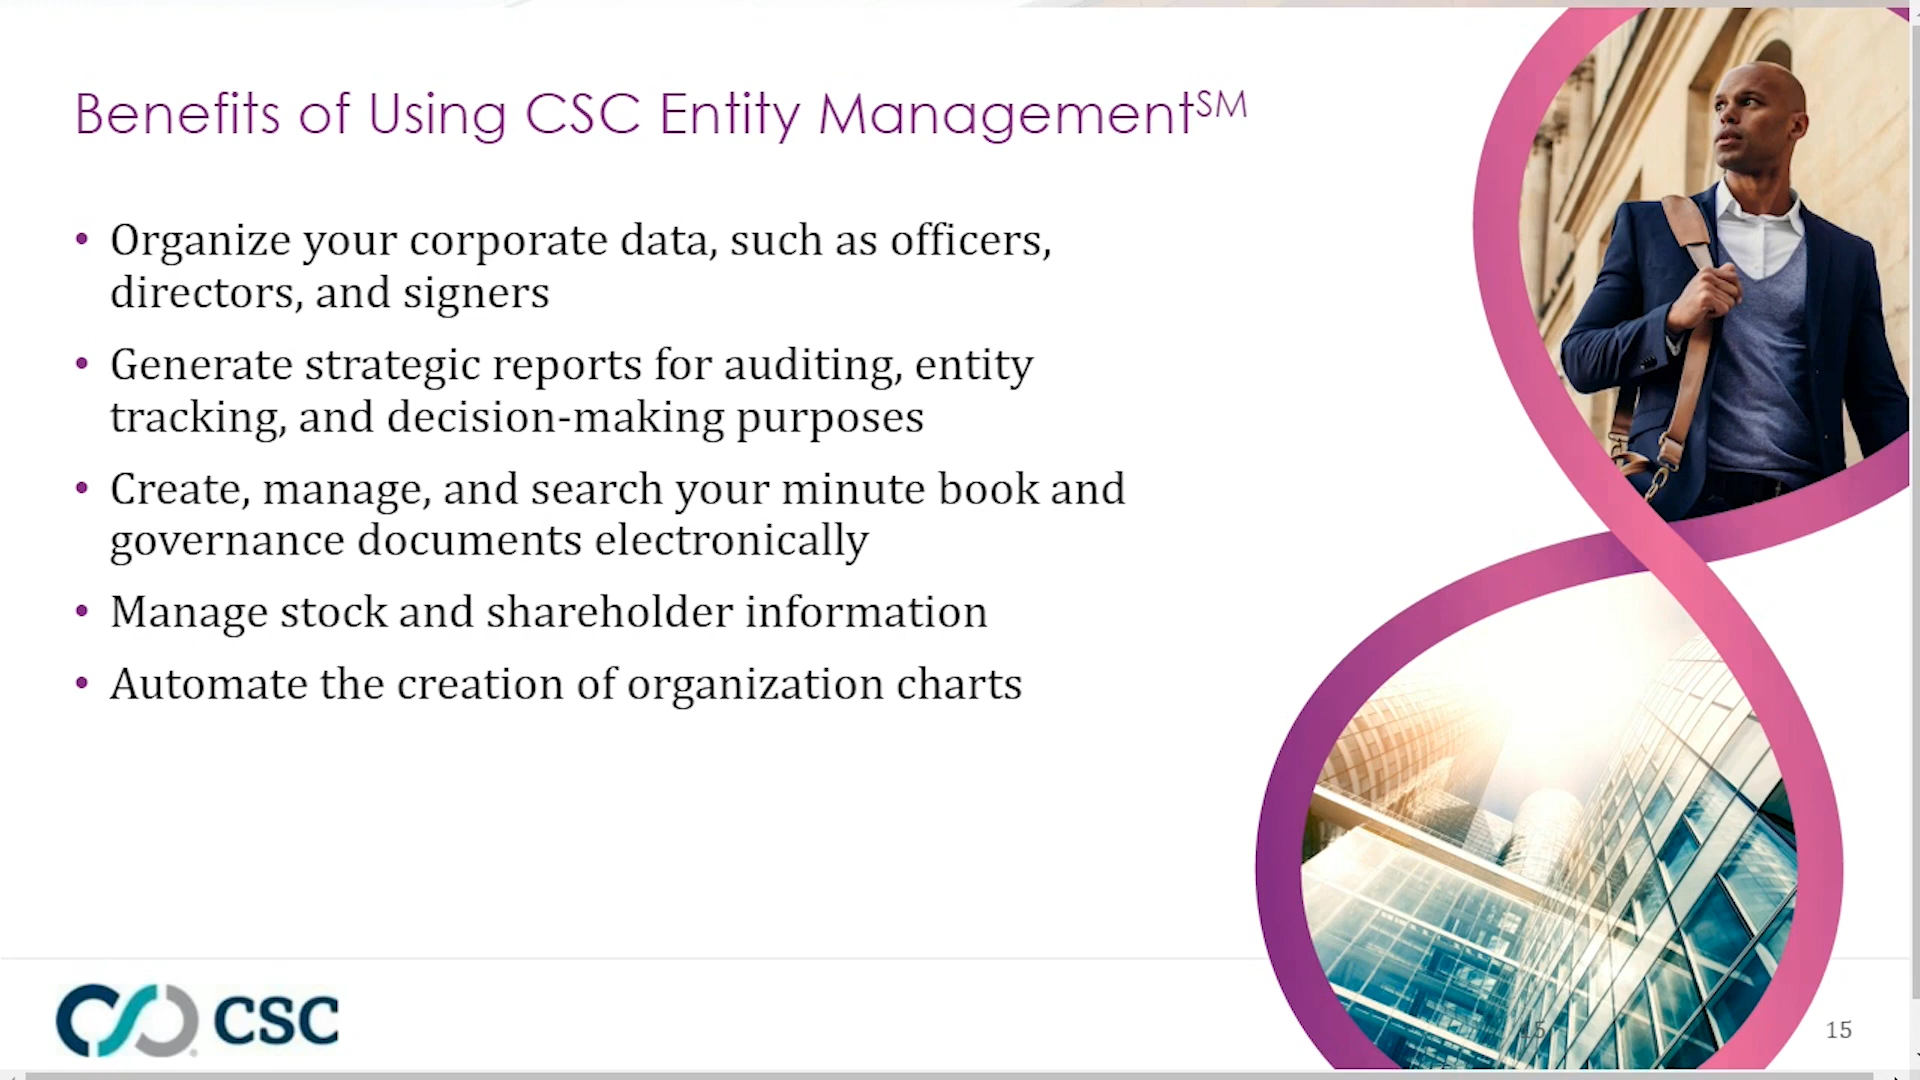 Benefits of Using CSC Entity Management℠
• Organize your corporate data, such as officers,
directors, and signers
• Generate strategic reports for auditing, entity
tracking, and decision-making purposes
• Create, manage, and search your minute book and
governance documents electronically
• Manage stock and shareholder information
• Automate the creation of organization charts
CSC
15
15